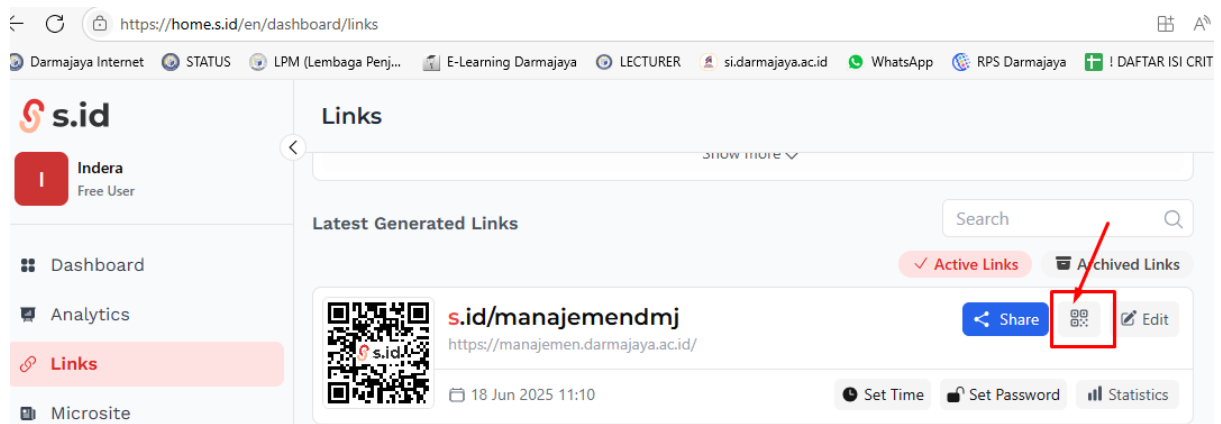 https://home.s.id/en/dashboard/links
Darmajaya Internet STATUS LPM (Lembaga Penj... E-Learning Darmajaya LECTURER si.darmajaya.ac.id WhatsApp RPS Darmajaya ! DAFTAR ISI CRIT
s.id
Links
I
Indera
Free User
Show more
Latest Generated Links
Search
Dashboard
Active Links Archived Links
Analytics
s.id
s.id/manajemendmj
Share Edit
https://manajemen.darmajaya.ac.id/
Links
18 Jun 2025 11:10
Set Time Set Password Statistics
Microsite